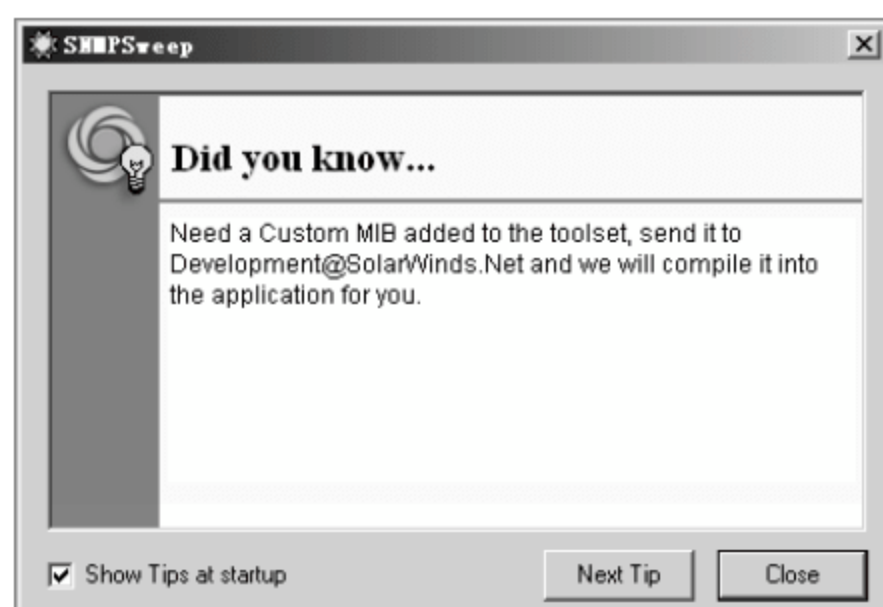 SNMPSweep
Did you know...
Need a Custom MIB added to the toolset, send it to
Development@SolarWinds.Net and we will compile it into
the application for you.
Show Tips at startup
Next Tip
Close